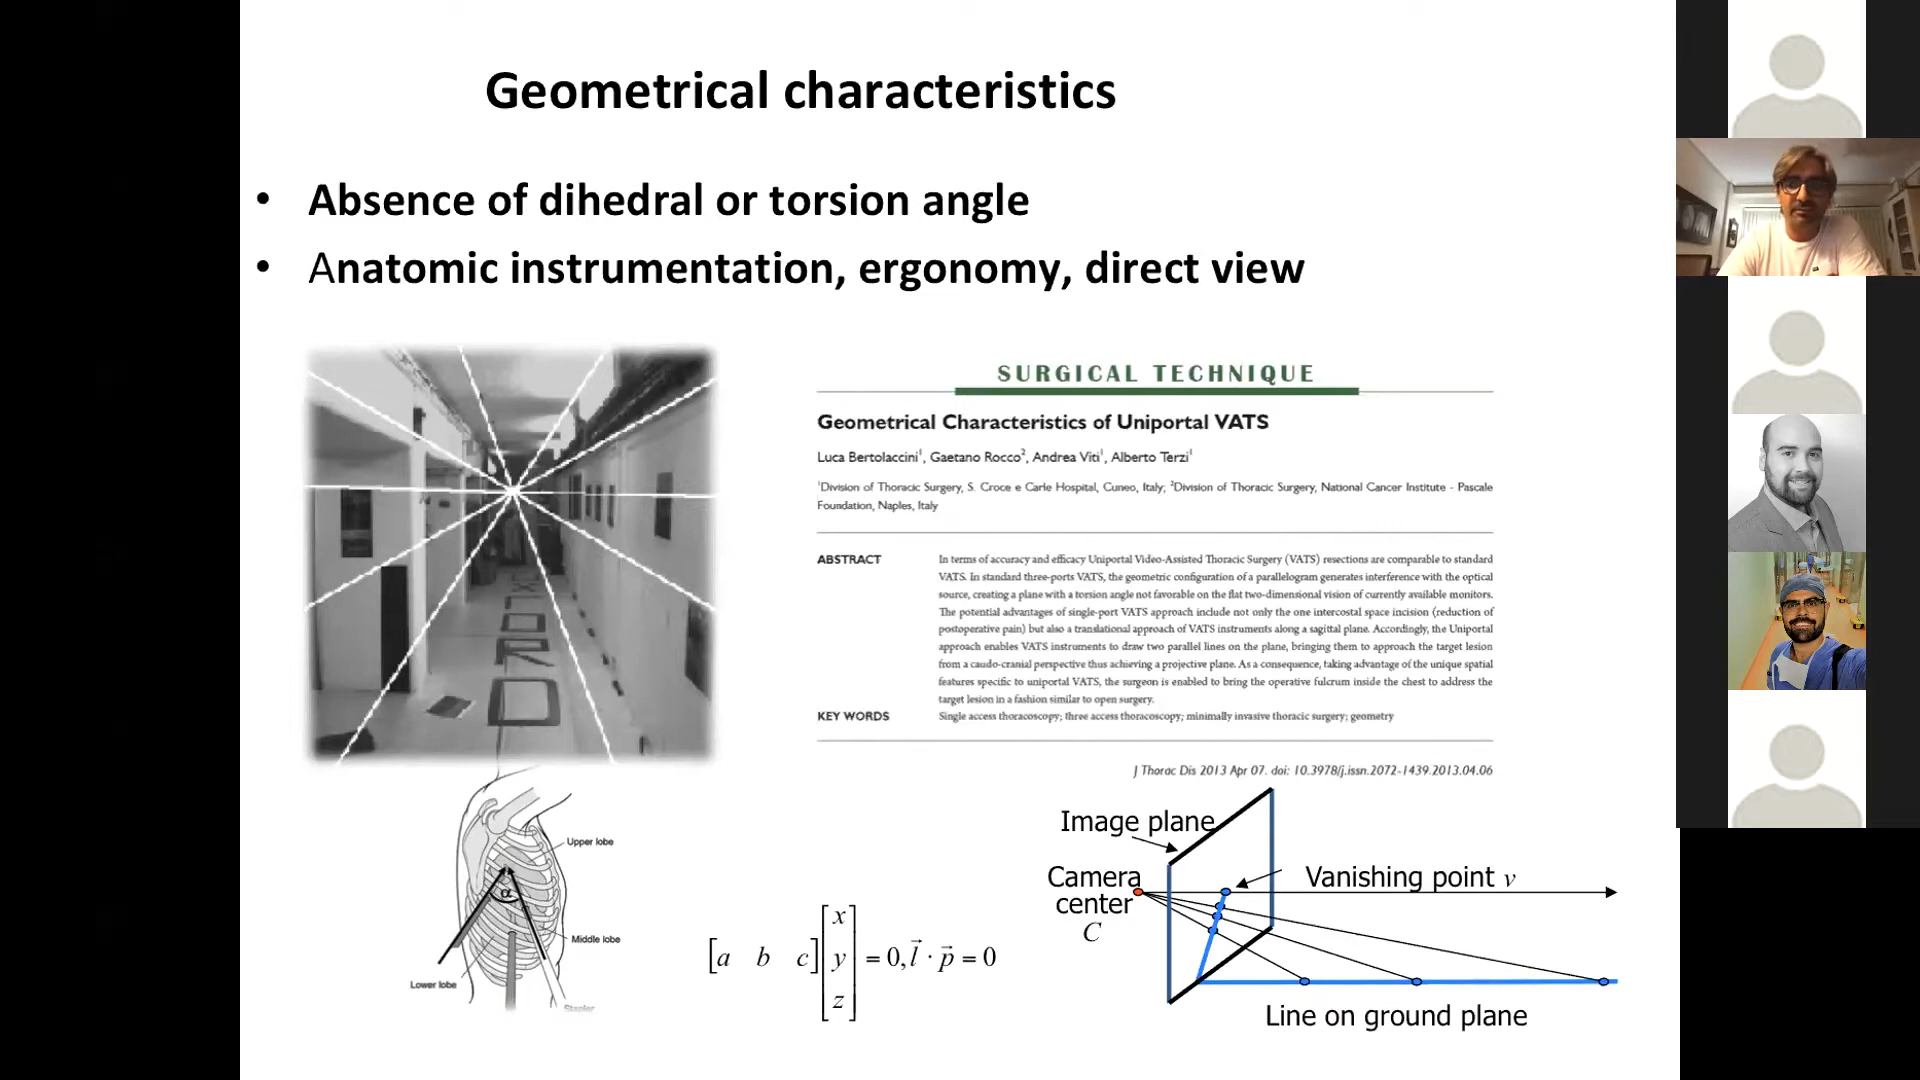 Geometrical characteristics
• Absence of dihedral or torsion angle
• Anatomic instrumentation, ergonomy, direct view
SURGICAL TECHNIQUE
Geometrical Characteristics of Uniportal VATS
Luca Bertolaccini¹, Gaetano Rocco², Andrea Viti¹, Alberto Terzi¹
¹Division of Thoracic Surgery, S. Croce e Carle Hospital, Cuneo, Italy; ²Division of Thoracic Surgery, National Cancer Institute - Pascale
Foundation, Naples, Italy
ABSTRACT
In terms of accuracy and efficacy Uniportal Video-Assisted Thoracic Surgery (VATS) resections are comparable to standard
VATS. In standard three-ports VATS, the geometric configuration of a parallelogram generates interference with the optical
source, creating a plane with a torsion angle not favorable on the flat two-dimensional vision of currently available monitors.
The potential advantages of single-port VATS approach include not only the one intercostal space incision (reduction of
postoperative pain) but also a translational approach of VATS instruments along a sagittal plane. Accordingly, the Uniportal
approach enables VATS instruments to draw two parallel lines on the plane, bringing them to approach the target lesion
from a caudo-cranial perspective thus achieving a projective plane. As a consequence, taking advantage of the unique spatial
features specific to uniportal VATS, the surgeon is enabled to bring the operative fulcrum inside the chest to address the
target lesion in a fashion similar to open surgery.
KEY WORDS
Single access thoracoscopy; three access thoracoscopy; minimally invasive thoracic surgery; geometry
J Thorac Dis 2013 Apr 07. doi: 10.3978/j.issn.2072-1439.2013.04.06
Upper lobe
α
Middle lobe
Lower lobe
Stapler
[a b c] [x y z] = 0, l⃗ · p⃗ = 0
Image plane
Camera
center
C
Vanishing point v
Line on ground plane